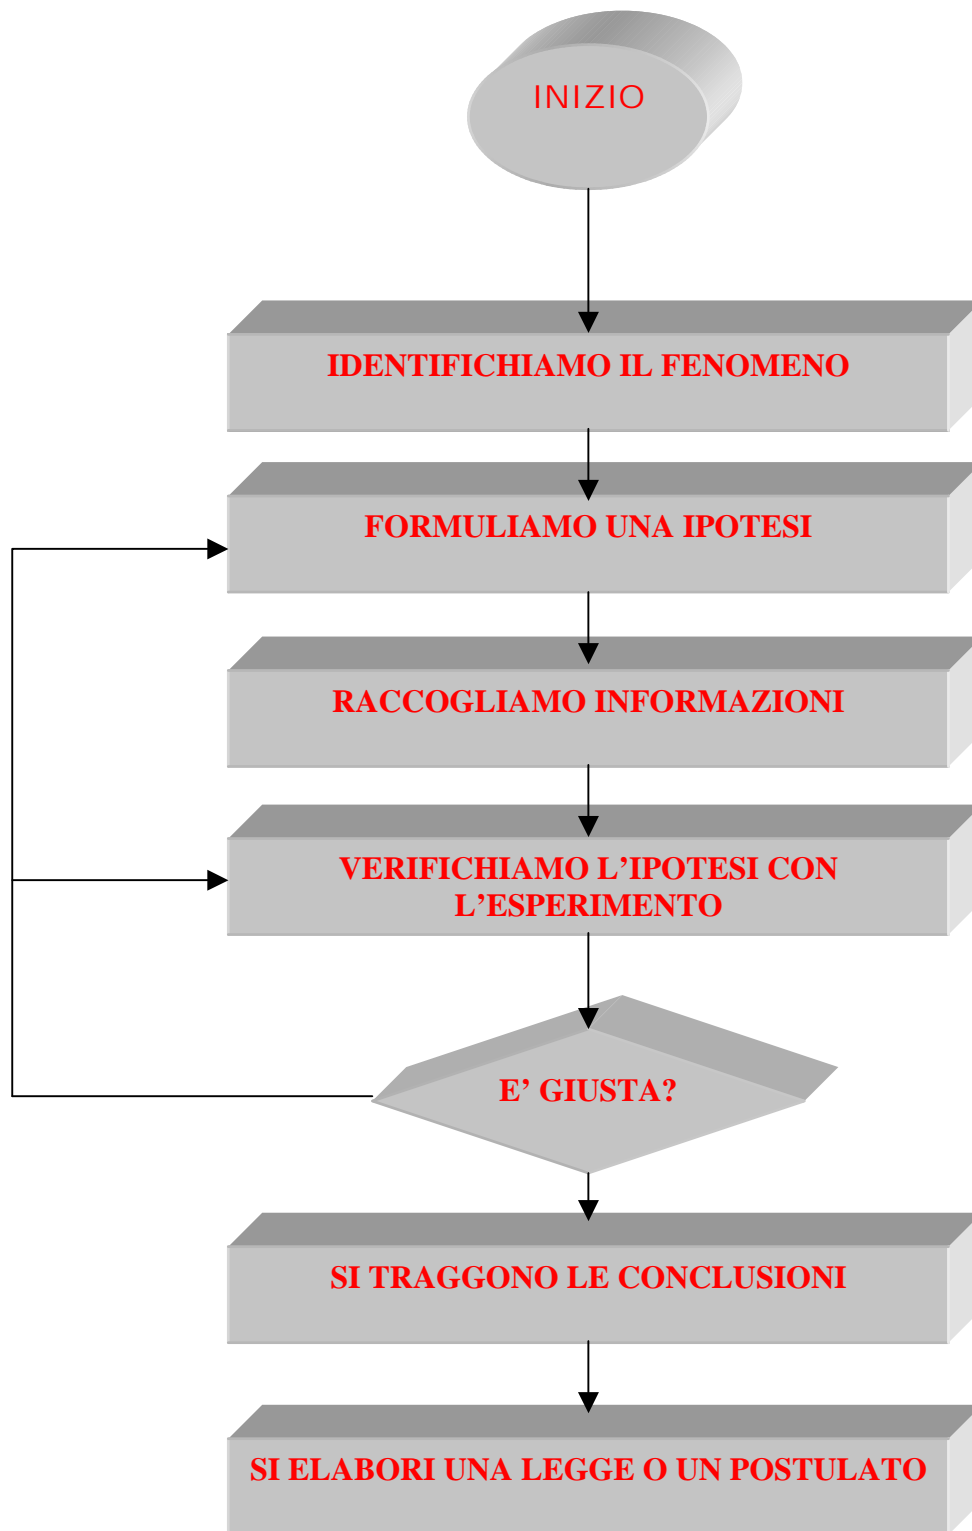 INIZIO
IDENTIFICHIAMO IL FENOMENO
FORMULIAMO UNA IPOTESI
RACCOGLIAMO INFORMAZIONI
VERIFICHIAMO L’IPOTESI CON
L’ESPERIMENTO
E’ GIUSTA?
SI TRAGGONO LE CONCLUSIONI
SI ELABORI UNA LEGGE O UN POSTULATO